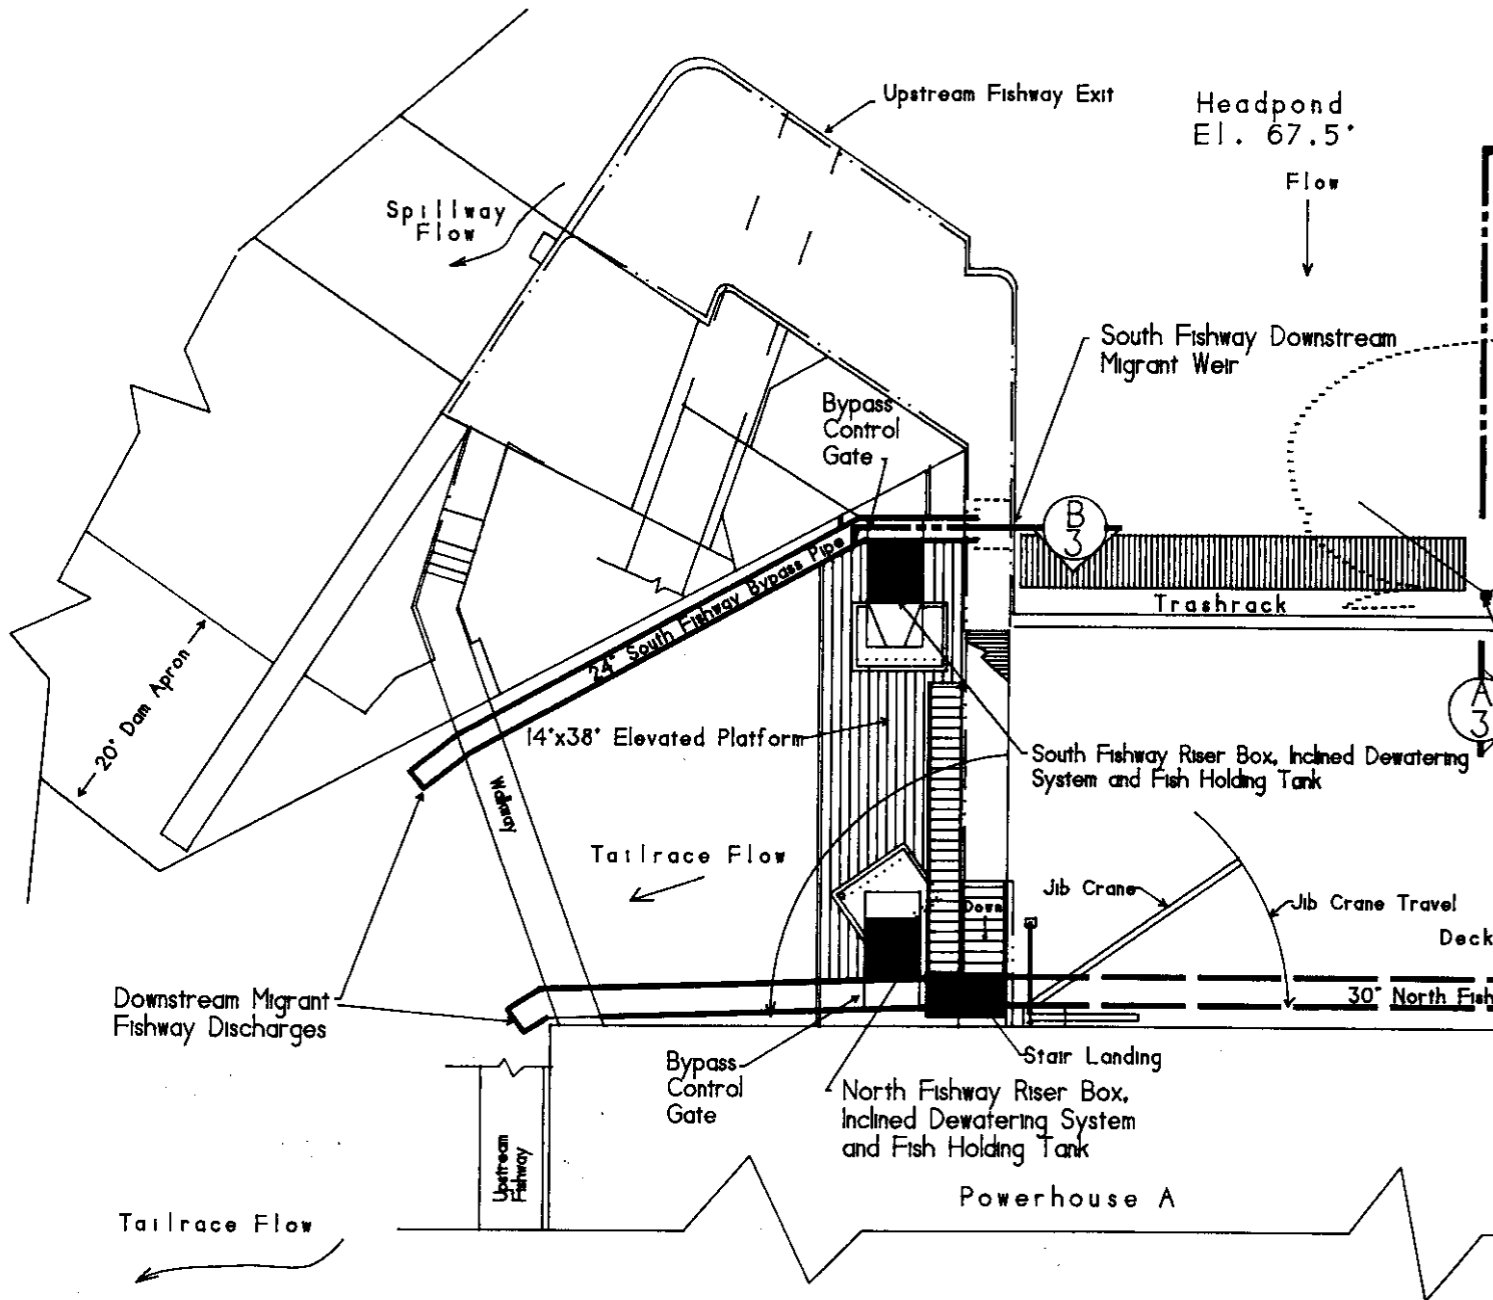 Upstream Fishway Exit
Headpond
El. 67.5'
Flow
Spillway
Flow
South Fishway Downstream
Migrant Weir
Bypass
Control
Gate
B
3
Trashrack
24" South Fishway Bypass Pipe
20' Dam Apron
A
3
14'x38' Elevated Platform
South Fishway Riser Box, Inclined Dewatering
System and Fish Holding Tank
Walkway
Tailrace Flow
Jib Crane
Jib Crane Travel
Down
Deck
Downstream Migrant
Fishway Discharges
30" North Fish
Stair Landing
Bypass
Control
Gate
North Fishway Riser Box,
Inclined Dewatering System
and Fish Holding Tank
Upstream
Fishway
Powerhouse A
Tailrace Flow